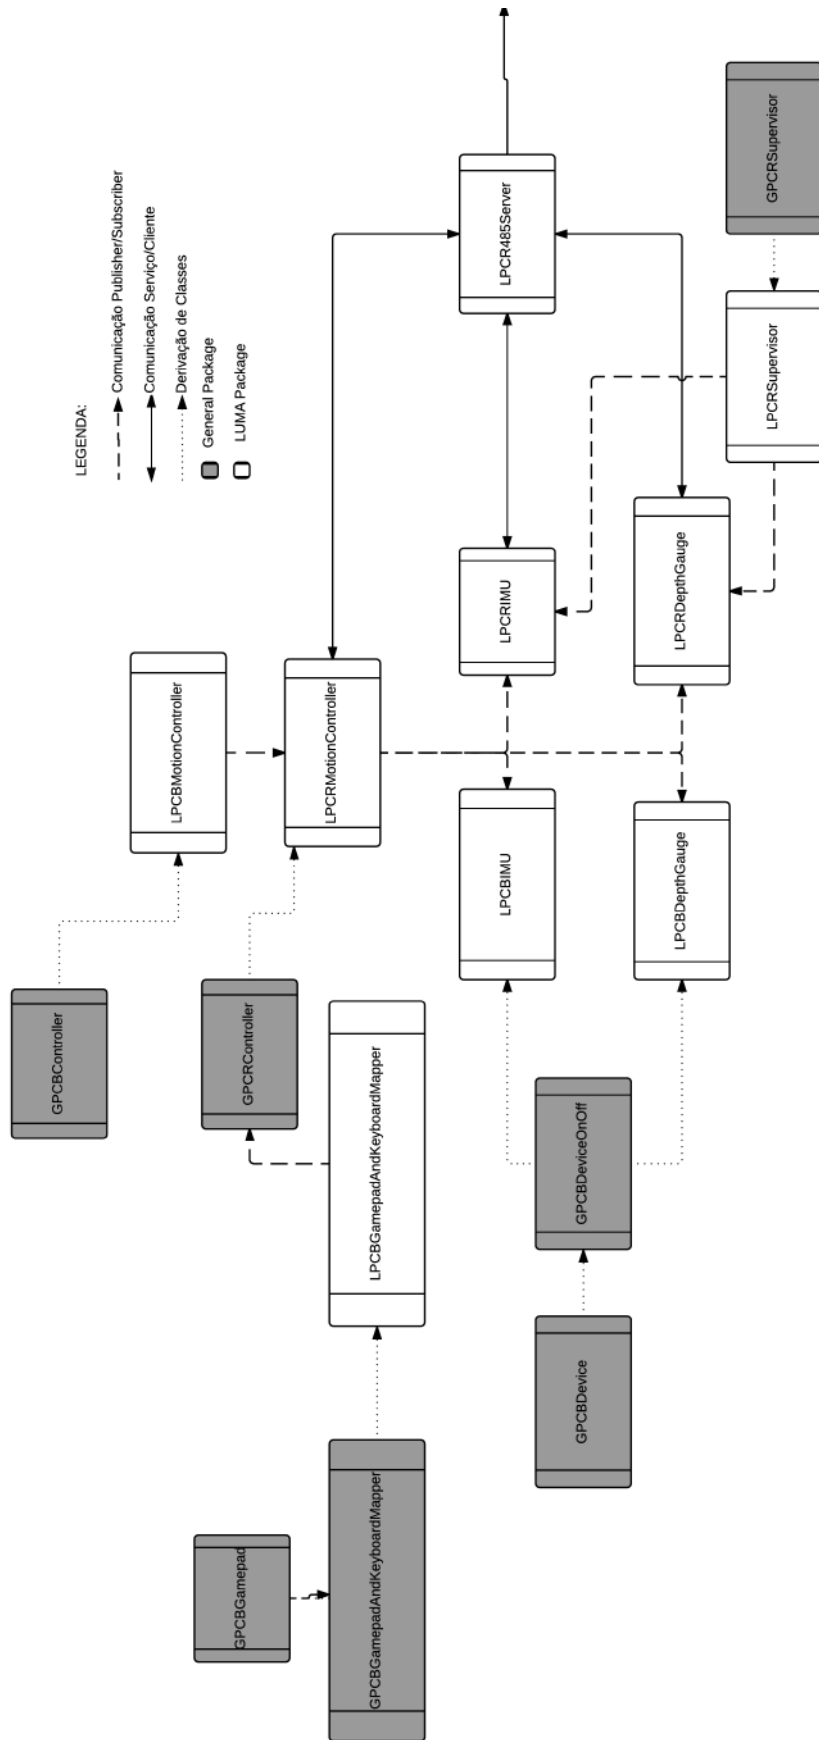 LEGENDA:
Comunicação Publisher/Subscriber
Comunicação Serviço/Cliente
Derivação de Classes
General Package
LUMA Package
GPCBController
LPCBMotionController
GPCBGamepad
GPCRController
LPCRMotionController
GPCBGamepadAndKeyboardMapper
LPCBGamepadAndKeyboardMapper
LPCBIMU
LPCRIMU
LPCR485Server
GPCBDevice
GPCBDeviceOnOff
LPCBDepthGauge
LPCRDepthGauge
LPCRSupervisor
GPCRSupervisor